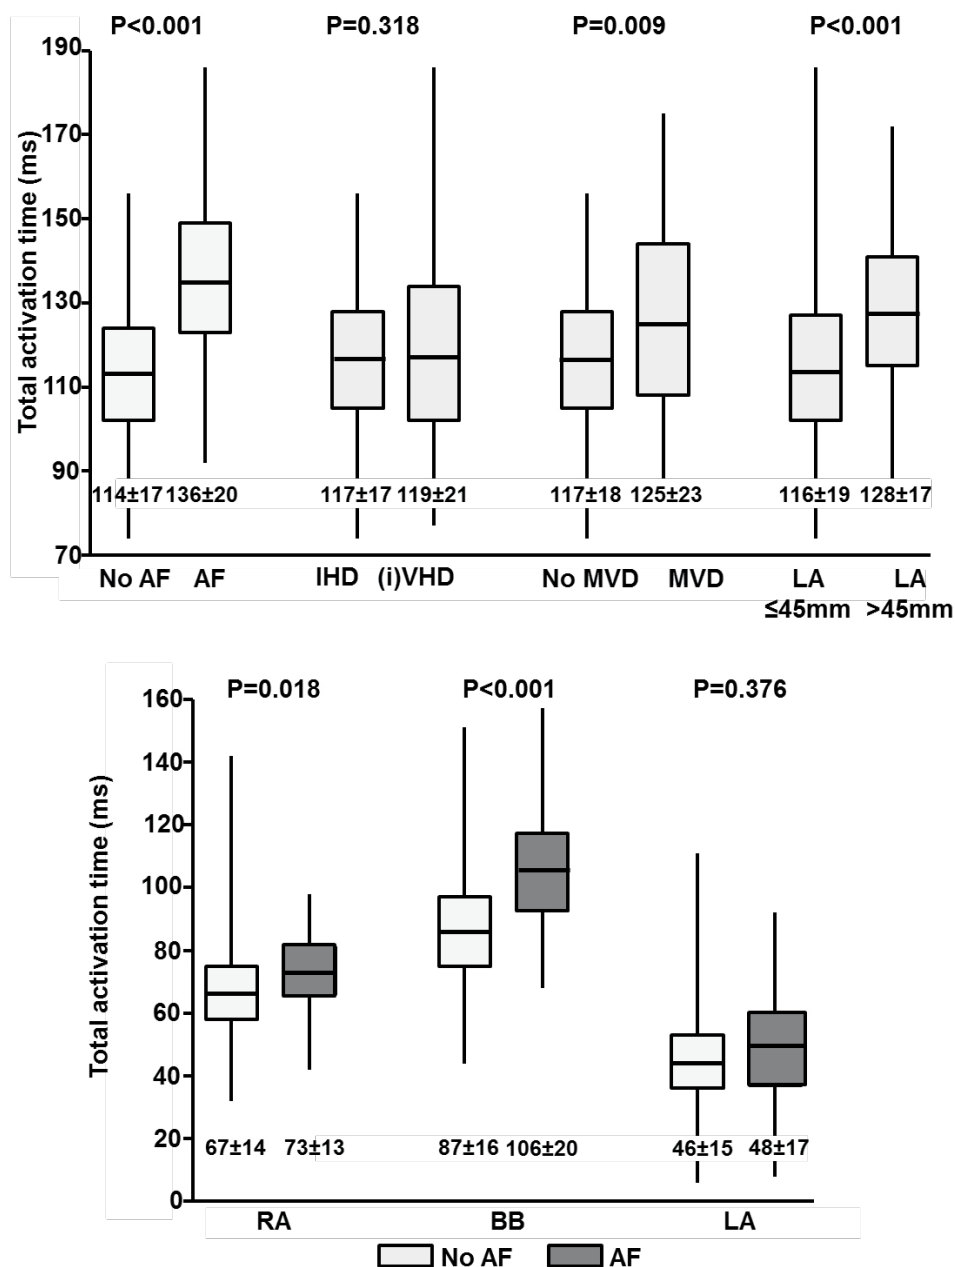 P<0.001 P=0.318 P=0.009 P<0.001
190
170
150
130
110
90
70
Total activation time (ms)
114±17 136±20 117±17 119±21 117±18 125±23 116±19 128±17
No AF AF IHD (i)VHD No MVD MVD LA LA
≤45mm >45mm
P=0.018 P<0.001 P=0.376
160
140
120
100
80
60
40
20
0
Total activation time (ms)
67±14 73±13 87±16 106±20 46±15 48±17
RA BB LA
No AF AF